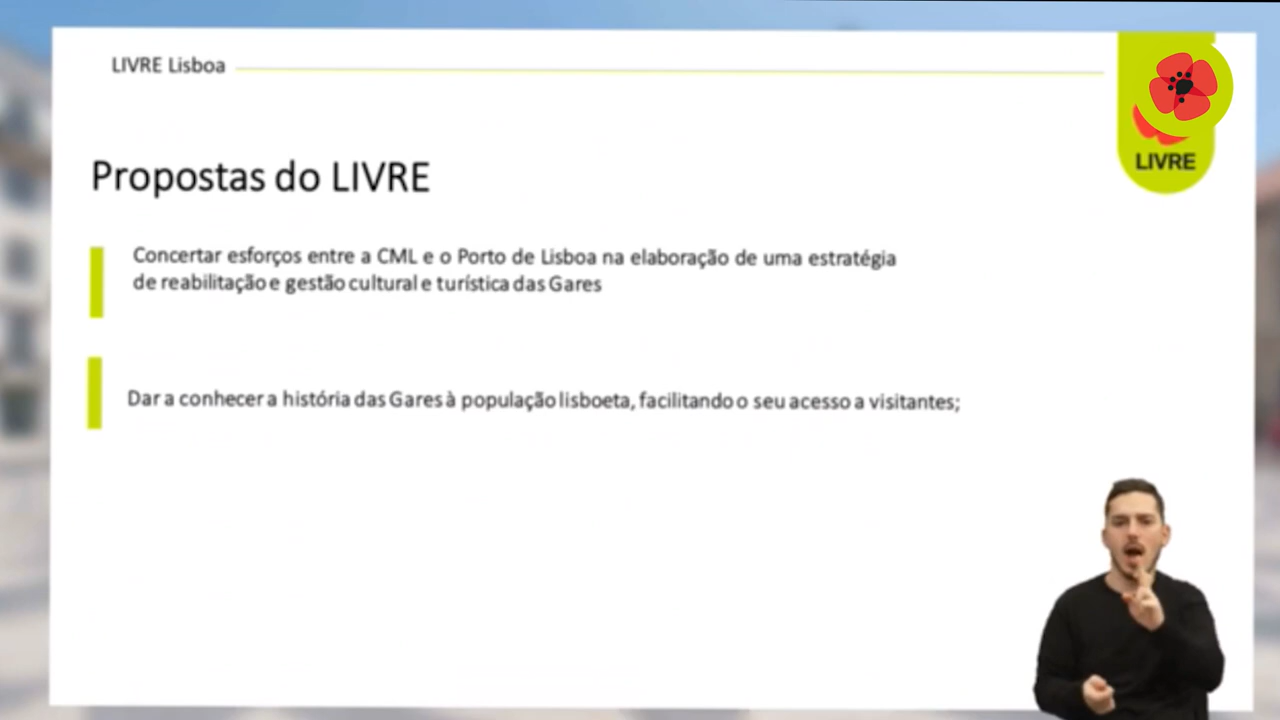 LIVRE Lisboa
LIVRE
Propostas do LIVRE
Concertar esforços entre a CML e o Porto de Lisboa na elaboração de uma estratégia
de reabilitação e gestão cultural e turística das Gares
Dar a conhecer a história das Gares à população lisboeta, facilitando o seu acesso a visitantes;